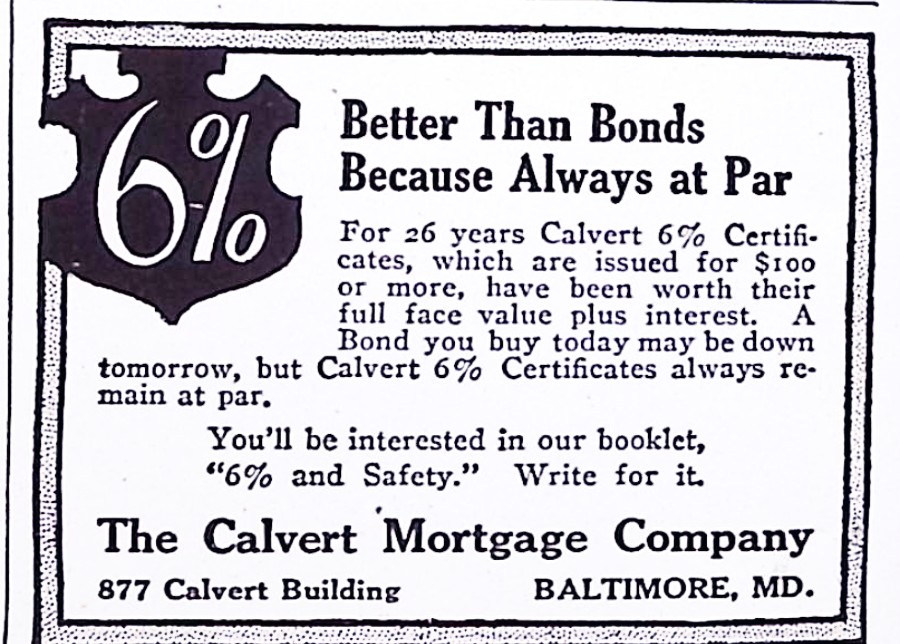 6%
Better Than Bonds
Because Always at Par
For 26 years Calvert 6% Certifi-
cates, which are issued for $100
or more, have been worth their
full face value plus interest. A
Bond you buy today may be down
tomorrow, but Calvert 6% Certificates always re-
main at par.
You'll be interested in our booklet,
"6% and Safety." Write for it.
The Calvert Mortgage Company
877 Calvert Building BALTIMORE, MD.